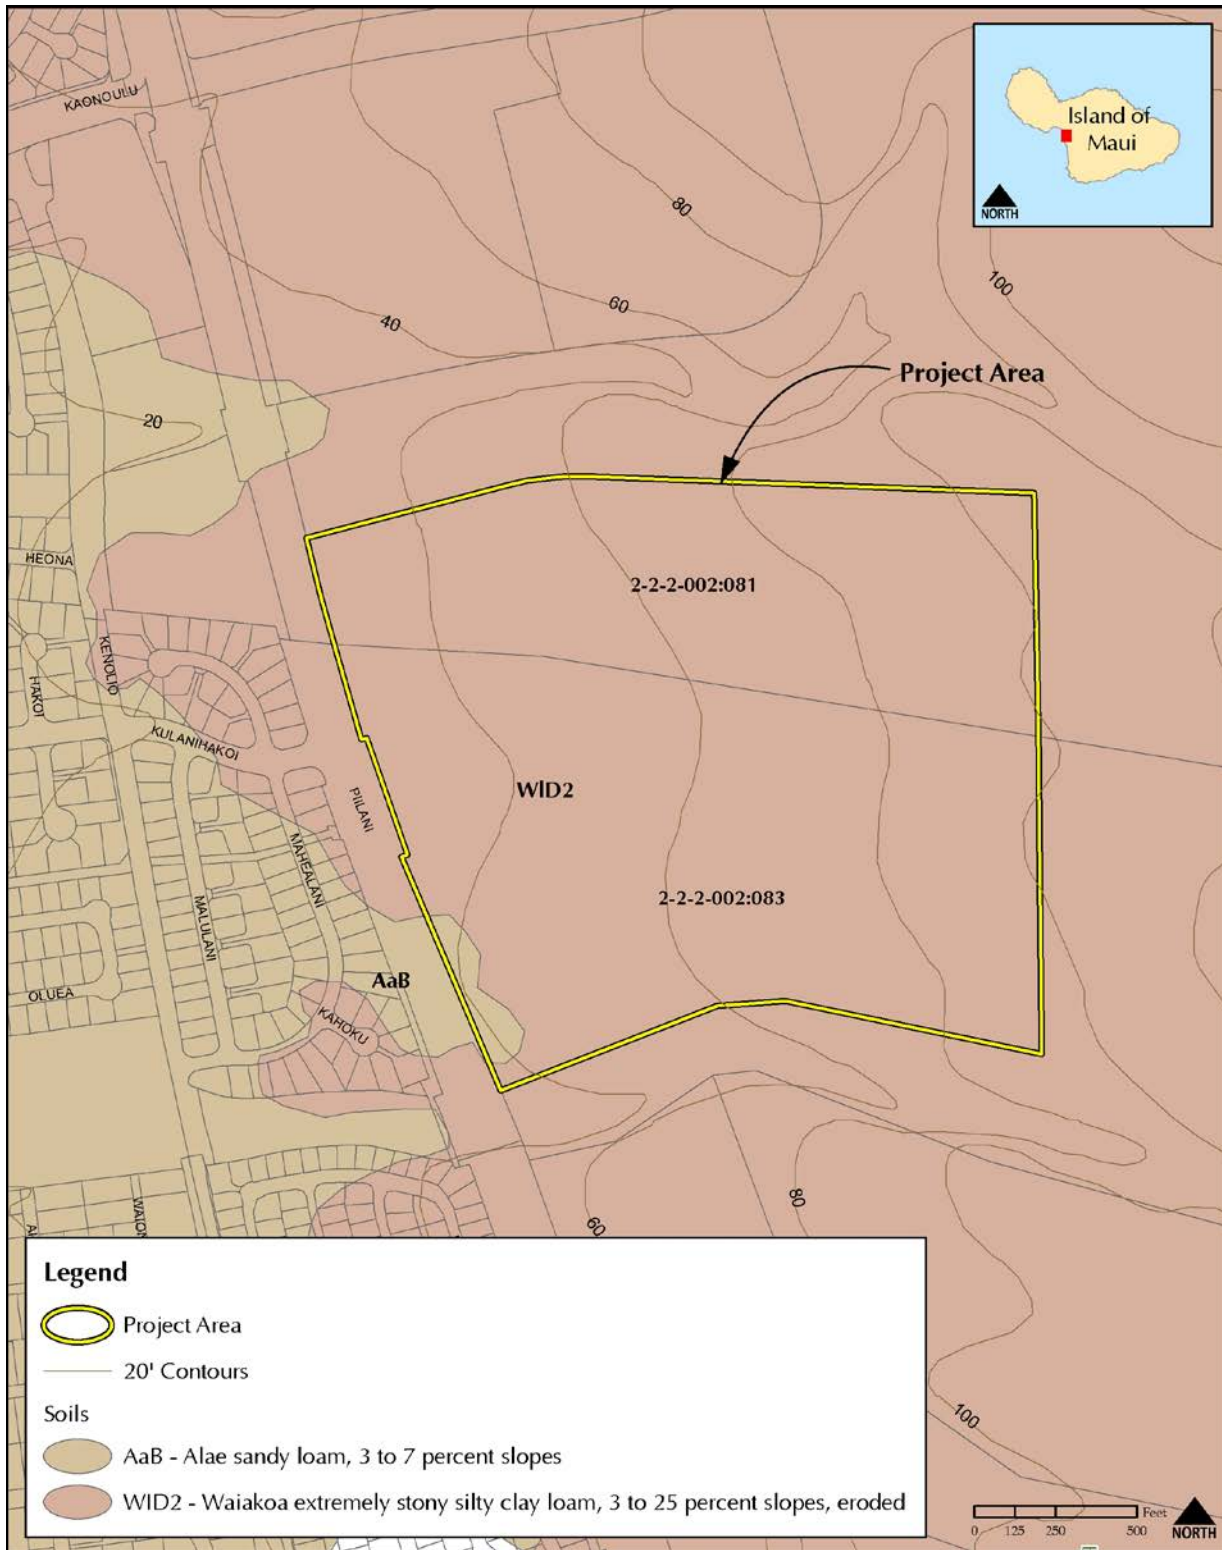 KAONOULU
Island of
Maui
NORTH
80
100
60
40
Project Area
20
2-2-2-002:081
HEONA
KENOLIO
HAKOI
KULANIHAKOI
WID2
PIILANI
MAHEALANI
2-2-2-002:083
MALULANI
AaB
OLUEA
KAHOKU
80
60
Legend
Project Area
20' Contours
Soils
AaB - Alae sandy loam, 3 to 7 percent slopes
WID2 - Waiakoa extremely stony silty clay loam, 3 to 25 percent slopes, eroded
100
Feet
0 125 250 500
NORTH